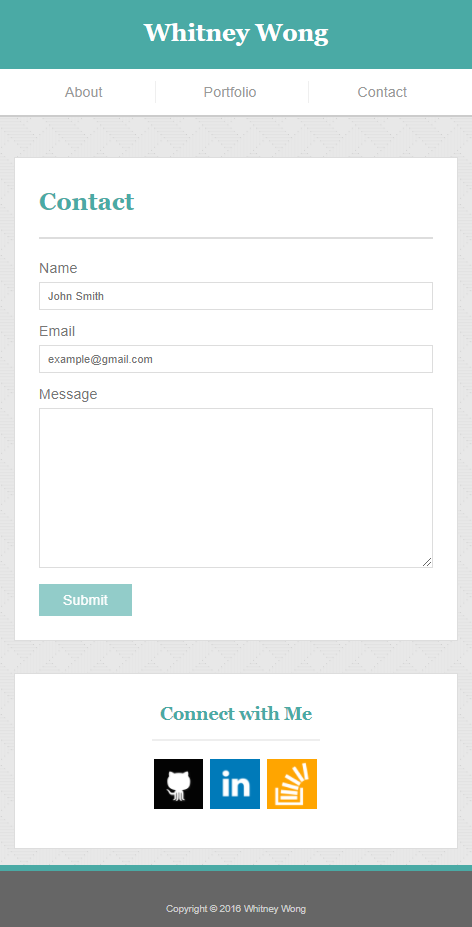 Whitney Wong
About Portfolio Contact
Contact
Name
John Smith
Email
example@gmail.com
Message
Submit
Connect with Me
in
Copyright © 2016 Whitney Wong